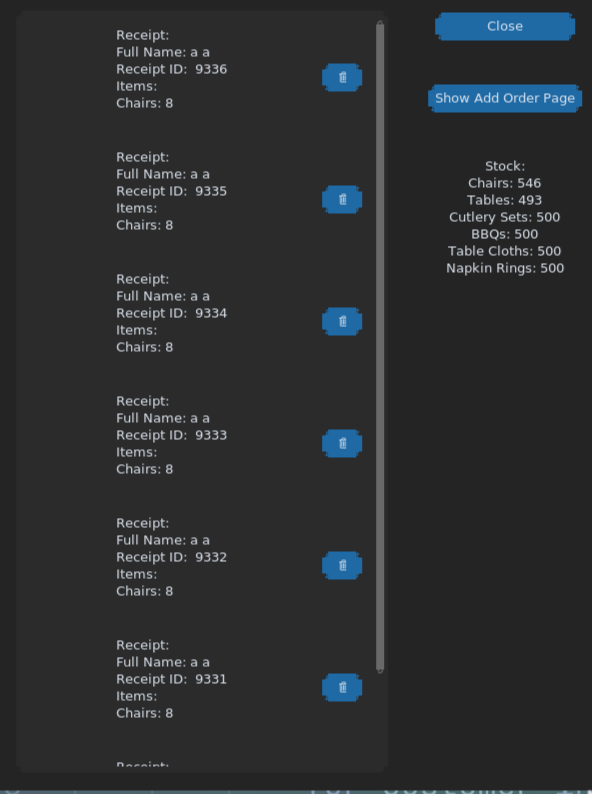 Receipt:
Full Name: a a
Receipt ID:  9336
Items:
Chairs: 8
Receipt:
Full Name: a a
Receipt ID:  9335
Items:
Chairs: 8
Receipt:
Full Name: a a
Receipt ID:  9334
Items:
Chairs: 8
Receipt:
Full Name: a a
Receipt ID:  9333
Items:
Chairs: 8
Receipt:
Full Name: a a
Receipt ID:  9332
Items:
Chairs: 8
Receipt:
Full Name: a a
Receipt ID:  9331
Items:
Chairs: 8
Receipt:
Close
Show Add Order Page
Stock:
Chairs: 546
Tables: 493
Cutlery Sets: 500
BBQs: 500
Table Cloths: 500
Napkin Rings: 500